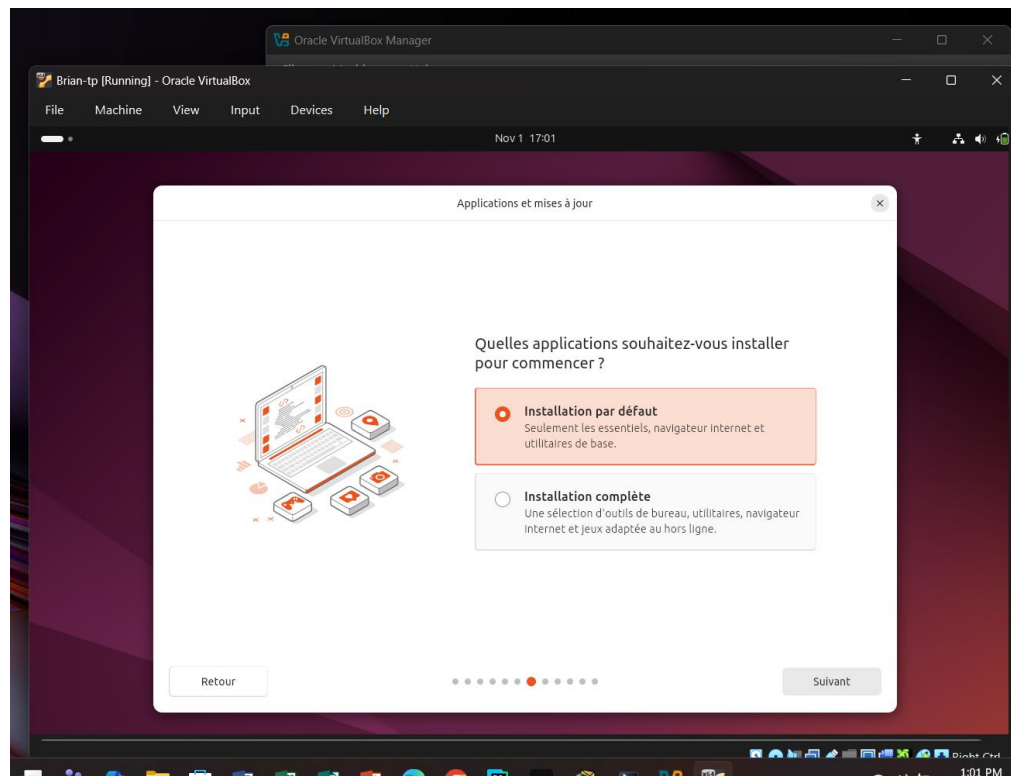 Oracle VirtualBox Manager
Brian-tp [Running] - Oracle VirtualBox
File Machine View Input Devices Help
Nov 1 17:01
Applications et mises à jour
Quelles applications souhaitez-vous installer
pour commencer ?
Installation par défaut
Seulement les essentiels, navigateur internet et
utilitaires de base.
Installation complète
Une sélection d'outils de bureau, utilitaires, navigateur
internet et jeux adaptée au hors ligne.
Retour
Suivant
Right Ctrl
1:01 PM